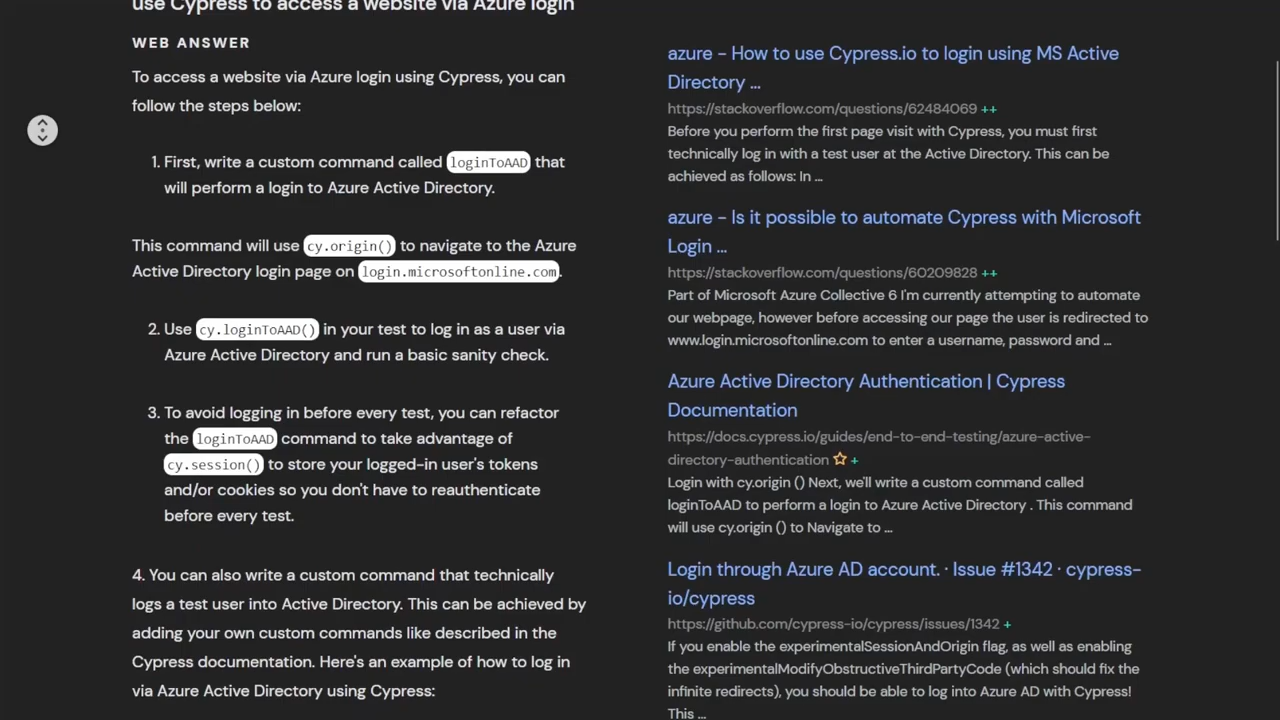 use Cypress to access a website via Azure login
WEB ANSWER
To access a website via Azure login using Cypress, you can
follow the steps below:
1. First, write a custom command called loginToAAD that
will perform a login to Azure Active Directory.
This command will use cy.origin() to navigate to the Azure
Active Directory login page on login.microsoftonline.com.
2. Use cy.loginToAAD() in your test to log in as a user via
Azure Active Directory and run a basic sanity check.
3. To avoid logging in before every test, you can refactor
the loginToAAD command to take advantage of
cy.session() to store your logged-in user's tokens
and/or cookies so you don't have to reauthenticate
before every test.
4. You can also write a custom command that technically
logs a test user into Active Directory. This can be achieved by
adding your own custom commands like described in the
Cypress documentation. Here's an example of how to log in
via Azure Active Directory using Cypress:
azure - How to use Cypress.io to login using MS Active
Directory ...
https://stackoverflow.com/questions/62484069 ++
Before you perform the first page visit with Cypress, you must first
technically log in with a test user at the Active Directory. This can be
achieved as follows: In ...
azure - Is it possible to automate Cypress with Microsoft
Login ...
https://stackoverflow.com/questions/60209828 ++
Part of Microsoft Azure Collective 6 I'm currently attempting to automate
our webpage, however before accessing our page the user is redirected to
www.login.microsoftonline.com to enter a username, password and ...
Azure Active Directory Authentication | Cypress
Documentation
https://docs.cypress.io/guides/end-to-end-testing/azure-active-
directory-authentication +
Login with cy.origin () Next, we'll write a custom command called
loginToAAD to perform a login to Azure Active Directory . This command
will use cy.origin () to Navigate to ...
Login through Azure AD account. · Issue #1342 · cypress-
io/cypress
https://github.com/cypress-io/cypress/issues/1342 +
If you enable the experimentalSessionAndOrigin flag, as well as enabling
the experimentalModifyObstructiveThirdPartyCode (which should fix the
infinite redirects), you should be able to log into Azure AD with Cypress!
This ...